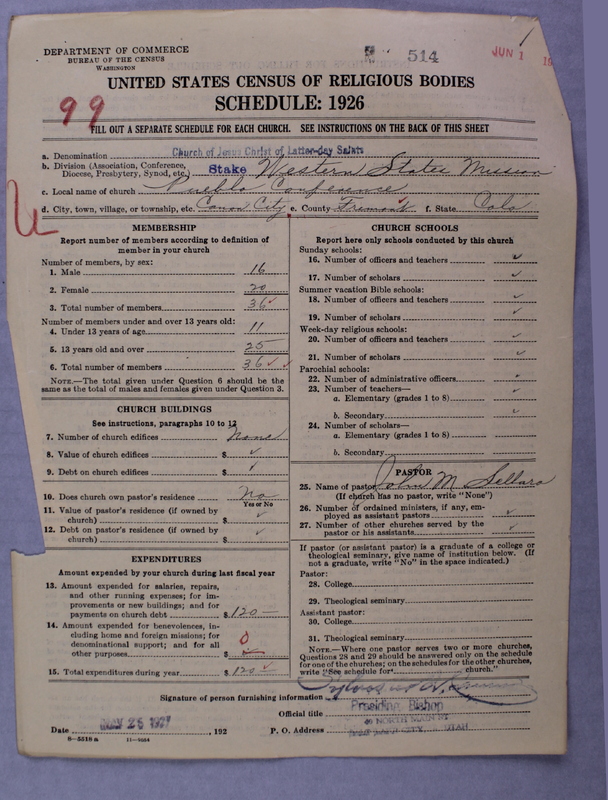 DEPARTMENT OF COMMERCE
BUREAU OF THE CENSUS
WASHINGTON
514
1
JUN 1
UNITED STATES CENSUS OF RELIGIOUS BODIES
SCHEDULE: 1926
99
FILL OUT A SEPARATE SCHEDULE FOR EACH CHURCH. SEE INSTRUCTIONS ON THE BACK OF THIS SHEET
a. Denomination Church of Jesus Christ of Latter-day Saints
b. Division (Association, Conference, Diocese, Presbytery, Synod, etc.) Stake Western States Mission
c. Local name of church Pueblo Conference
d. City, town, village, or township, etc. Canon City e. County Fremont f. State Colo
MEMBERSHIP
Report number of members according to definition of
member in your church
Number of members, by sex:
1. Male 16
2. Female 20
3. Total number of members 36
Number of members under and over 13 years old:
4. Under 13 years of age 11
5. 13 years old and over 25
6. Total number of members 36
NOTE.—The total given under Question 6 should be the
same as the total of males and females given under Question 3.
CHURCH BUILDINGS
See instructions, paragraphs 10 to 12
7. Number of church edifices None
8. Value of church edifices $
9. Debt on church edifices $
10. Does church own pastor's residence No
Yes or No
11. Value of pastor's residence (if owned by
church) $
12. Debt on pastor's residence (if owned by
church) $
EXPENDITURES
Amount expended by your church during last fiscal year
13. Amount expended for salaries, repairs,
and other running expenses; for im-
provements or new buildings; and for
payments on church debt $ 120—
14. Amount expended for benevolences, in-
cluding home and foreign missions; for
denominational support; and for all
other purposes $ 0
15. Total expenditures during year $ 120
CHURCH SCHOOLS
Report here only schools conducted by this church
Sunday schools:
16. Number of officers and teachers
17. Number of scholars
Summer vacation Bible schools:
18. Number of officers and teachers
19. Number of scholars
Week-day religious schools:
20. Number of officers and teachers
21. Number of scholars
Parochial schools:
22. Number of administrative officers
23. Number of teachers—
a. Elementary (grades 1 to 8)
b. Secondary
24. Number of scholars—
a. Elementary (grades 1 to 8)
b. Secondary
PASTOR
25. Name of pastor John M Sellars
(If church has no pastor, write "None")
26. Number of ordained ministers, if any, em-
ployed as assistant pastors
27. Number of other churches served by the
pastor or his assistants
If pastor (or assistant pastor) is a graduate of a college or
theological seminary, give name of institution below. (If
not a graduate, write "No" in the space indicated.)
Pastor:
28. College
29. Theological seminary
Assistant pastor:
30. College
31. Theological seminary
NOTE.—Where one pastor serves two or more churches,
Questions 28 and 29 should be answered only on the schedule
for one of the churches; on the schedules for the other churches,
write "See schedule for church."
Signature of person furnishing information
Official title Presiding Bishop
Date MAY 26 1927, 192 P. O. Address 40 NORTH MAIN ST
SALT LAKE CITY, UTAH
8-5518 a 11-9554